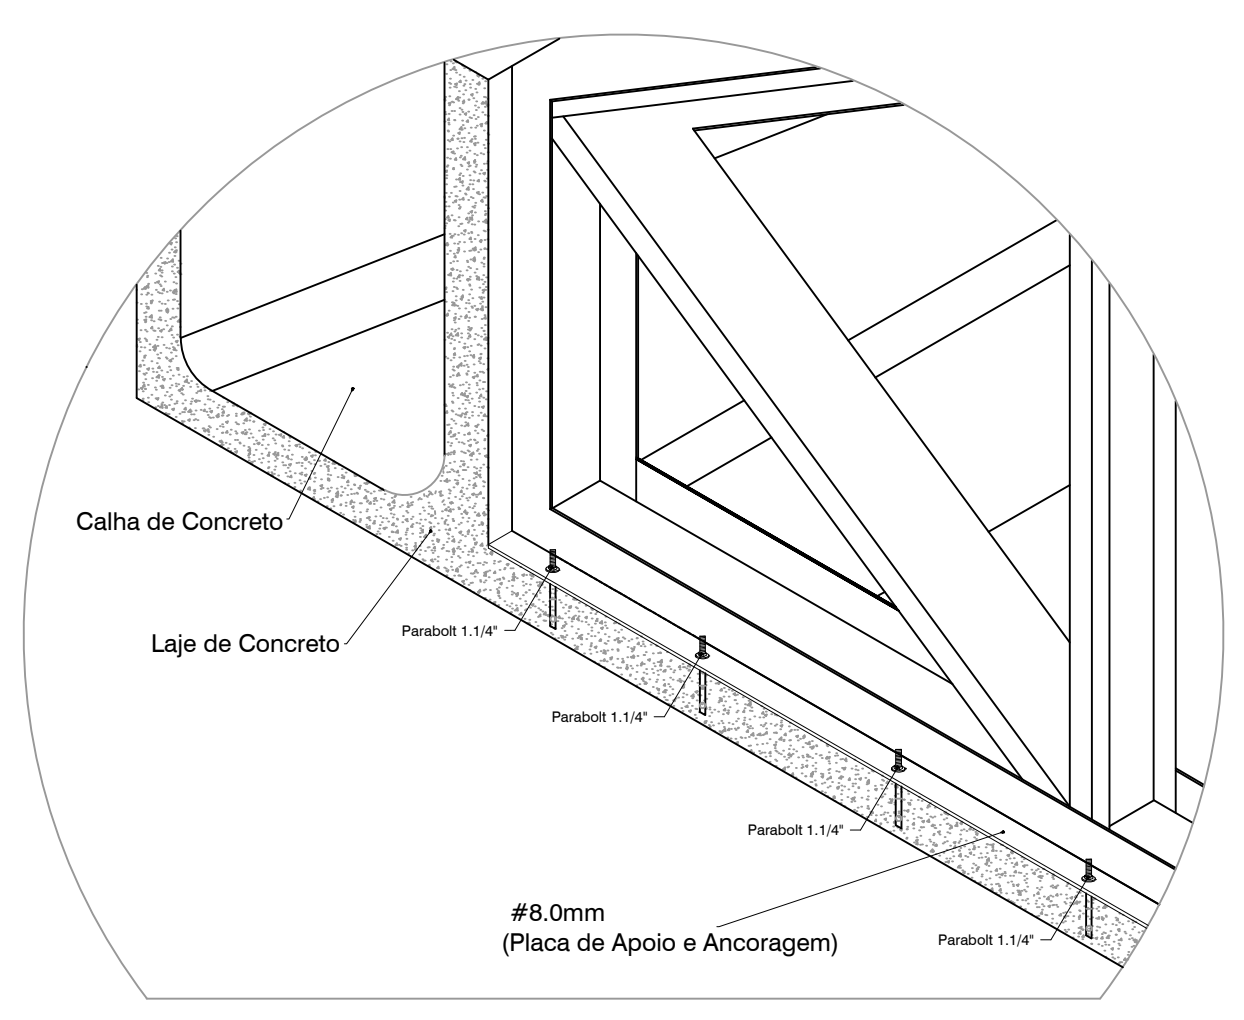 Calha de Concreto
Laje de Concreto
Parabolt 1.1/4"
Parabolt 1.1/4"
Parabolt 1.1/4"
#8.0mm
(Placa de Apoio e Ancoragem)
Parabolt 1.1/4"